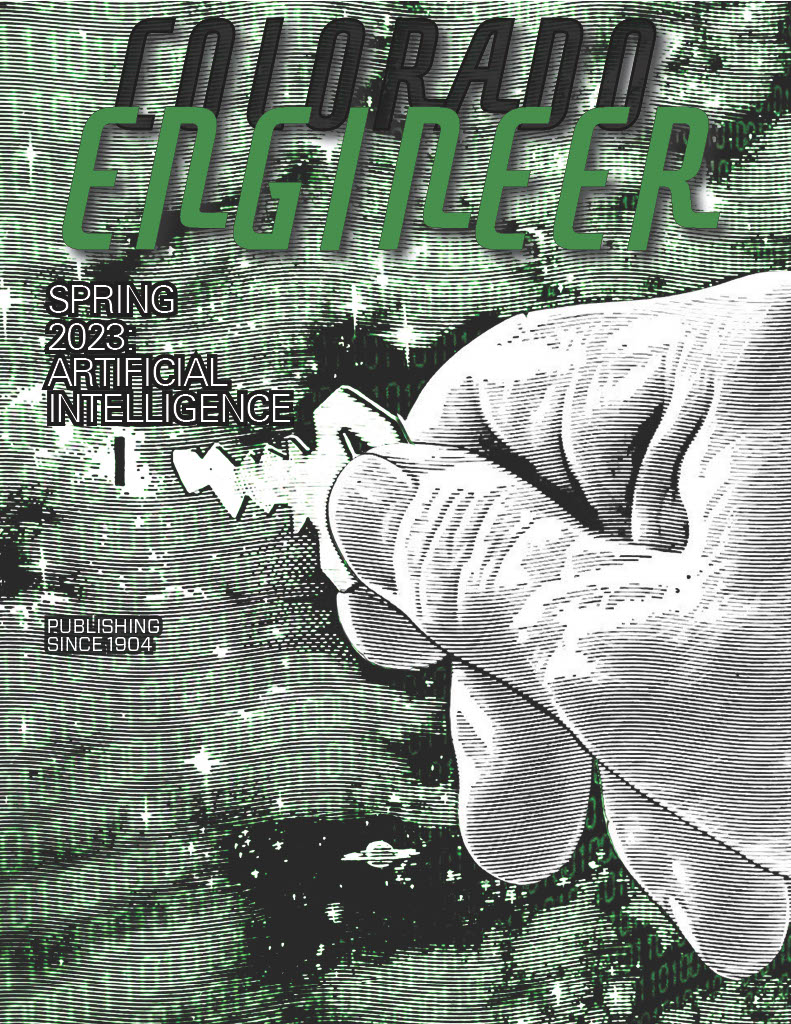 COLORADO
ENGINEER
SPRING
2023:
ARTIFICIAL
INTELLIGENCE
PUBLISHING
SINCE 1904